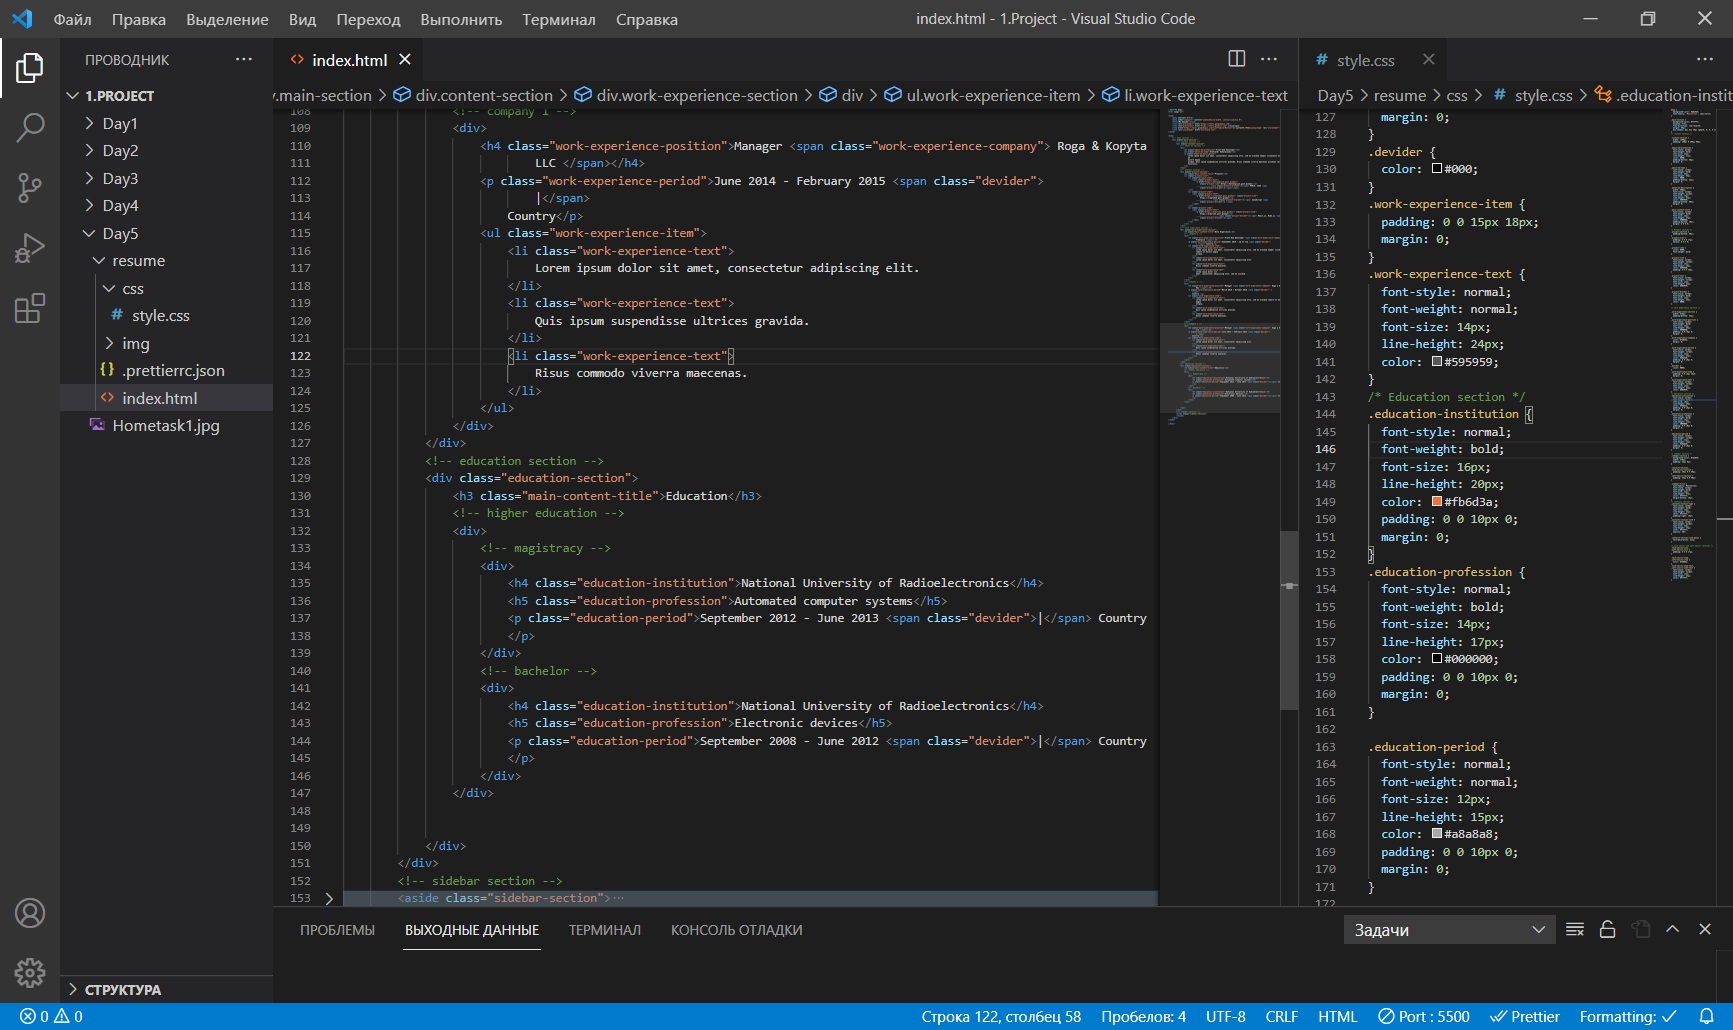 Файл Правка Выделение Вид Переход Выполнить Терминал Справка index.html - 1.Project - Visual Studio Code
ПРОВОДНИК
1.PROJECT
Day1
Day2
Day3
Day4
Day5
resume
css
# style.css
img
{} .prettierrc.json
<> index.html
Hometask1.jpg
СТРУКТУРА
<> index.html
.main-section > div.content-section > div.work-experience-section > div > ul.work-experience-item > li.work-experience-text
108 <!-- company 1 -->
109 <div>
110 <h4 class="work-experience-position">Manager <span class="work-experience-company"> Roga & Kopyta
111 LLC </span></h4>
112 <p class="work-experience-period">June 2014 - February 2015 <span class="devider">
113 |</span>
114 Country</p>
115 <ul class="work-experience-item">
116 <li class="work-experience-text">
117 Lorem ipsum dolor sit amet, consectetur adipiscing elit.
118 </li>
119 <li class="work-experience-text">
120 Quis ipsum suspendisse ultrices gravida.
121 </li>
122 <li class="work-experience-text">
123 Risus commodo viverra maecenas.
124 </li>
125 </ul>
126 </div>
127 </div>
128 <!-- education section -->
129 <div class="education-section">
130 <h3 class="main-content-title">Education</h3>
131 <!-- higher education -->
132 <div>
133 <!-- magistracy -->
134 <div>
135 <h4 class="education-institution">National University of Radioelectronics</h4>
136 <h5 class="education-profession">Automated computer systems</h5>
137 <p class="education-period">September 2012 - June 2013 <span class="devider">|</span> Country
138 </p>
139 </div>
140 <!-- bachelor -->
141 <div>
142 <h4 class="education-institution">National University of Radioelectronics</h4>
143 <h5 class="education-profession">Electronic devices</h5>
144 <p class="education-period">September 2008 - June 2012 <span class="devider">|</span> Country
145 </p>
146 </div>
147 </div>
148
149
150 </div>
151 </div>
152 <!-- sidebar section -->
153 <aside class="sidebar-section">…
# style.css
Day5 > resume > css > # style.css > .education-instit
127 margin: 0;
128 }
129 .devider {
130 color: #000;
131 }
132 .work-experience-item {
133 padding: 0 0 15px 18px;
134 margin: 0;
135 }
136 .work-experience-text {
137 font-style: normal;
138 font-weight: normal;
139 font-size: 14px;
140 line-height: 24px;
141 color: #595959;
142 }
143 /* Education section */
144 .education-institution {
145 font-style: normal;
146 font-weight: bold;
147 font-size: 16px;
148 line-height: 20px;
149 color: #fb6d3a;
150 padding: 0 0 10px 0;
151 margin: 0;
152 }
153 .education-profession {
154 font-style: normal;
155 font-weight: bold;
156 font-size: 14px;
157 line-height: 17px;
158 color: #000000;
159 padding: 0 0 10px 0;
160 margin: 0;
161 }
162
163 .education-period {
164 font-style: normal;
165 font-weight: normal;
166 font-size: 12px;
167 line-height: 15px;
168 color: #a8a8a8;
169 padding: 0 0 10px 0;
170 margin: 0;
171 }
172
ПРОБЛЕМЫ ВЫХОДНЫЕ ДАННЫЕ ТЕРМИНАЛ КОНСОЛЬ ОТЛАДКИ Задачи
0 0 Строка 122, столбец 58 Пробелов: 4 UTF-8 CRLF HTML Port : 5500 Prettier Formatting: ✓